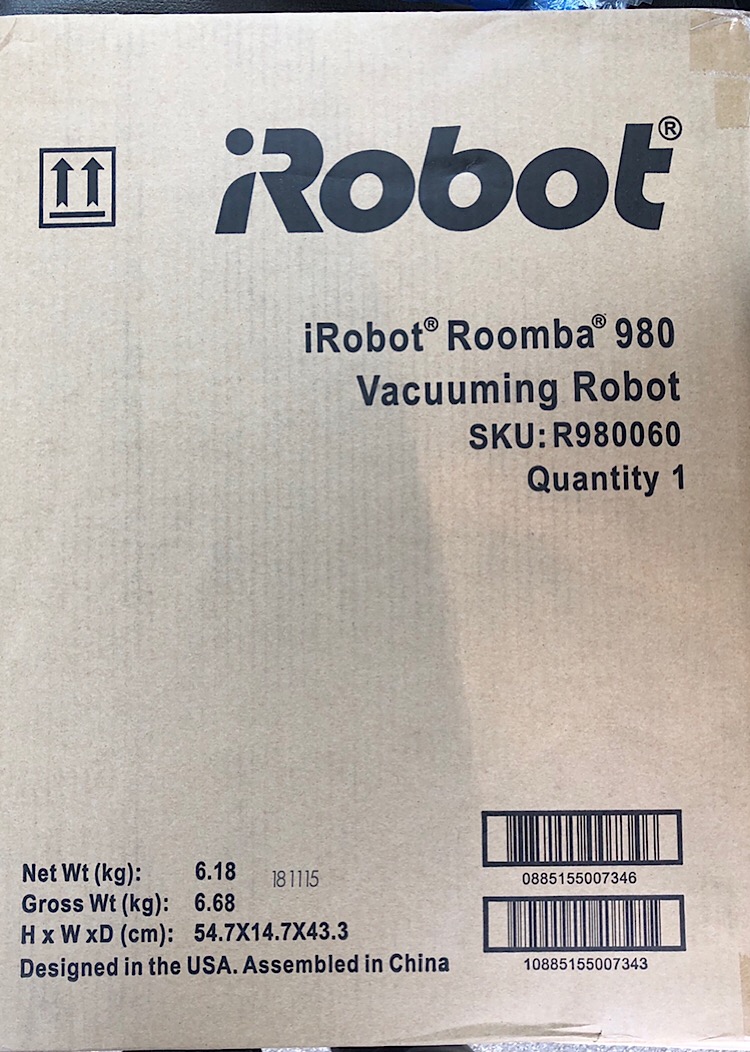 iRobot®
iRobot® Roomba® 980
Vacuuming Robot
SKU: R980060
Quantity 1
Net Wt (kg): 6.18 181115
Gross Wt (kg): 6.68
H x W xD (cm): 54.7X14.7X43.3
Designed in the USA. Assembled in China
0885155007346
10885155007343